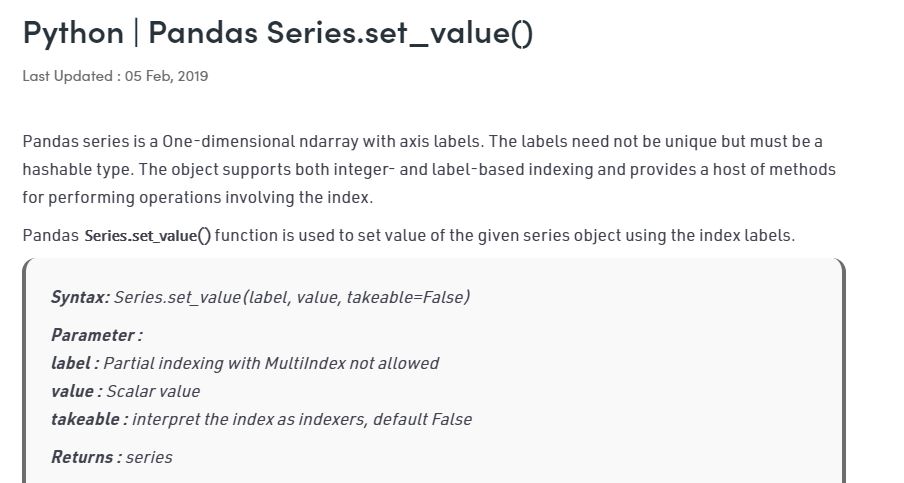 Python | Pandas Series.set_value()
Last Updated : 05 Feb, 2019
Pandas series is a One-dimensional ndarray with axis labels. The labels need not be unique but must be a
hashable type. The object supports both integer- and label-based indexing and provides a host of methods
for performing operations involving the index.
Pandas Series.set_value() function is used to set value of the given series object using the index labels.
Syntax: Series.set_value(label, value, takeable=False)
Parameter :
label : Partial indexing with MultiIndex not allowed
value : Scalar value
takeable : interpret the index as indexers, default False
Returns : series